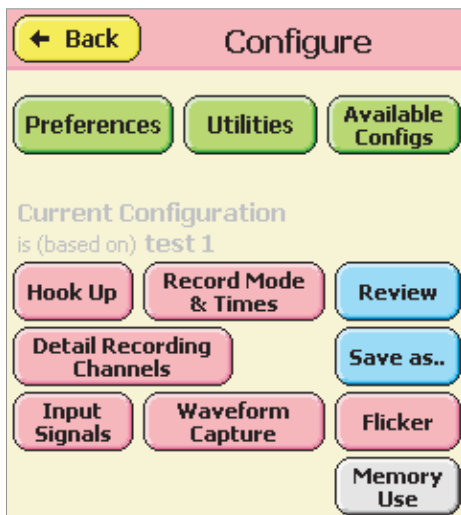 ← Back
Configure
Preferences
Utilities
Available
Configs
Current Configuration
is (based on) test 1
Hook Up
Record Mode
& Times
Review
Detail Recording
Channels
Save as..
Input
Signals
Waveform
Capture
Flicker
Memory
Use